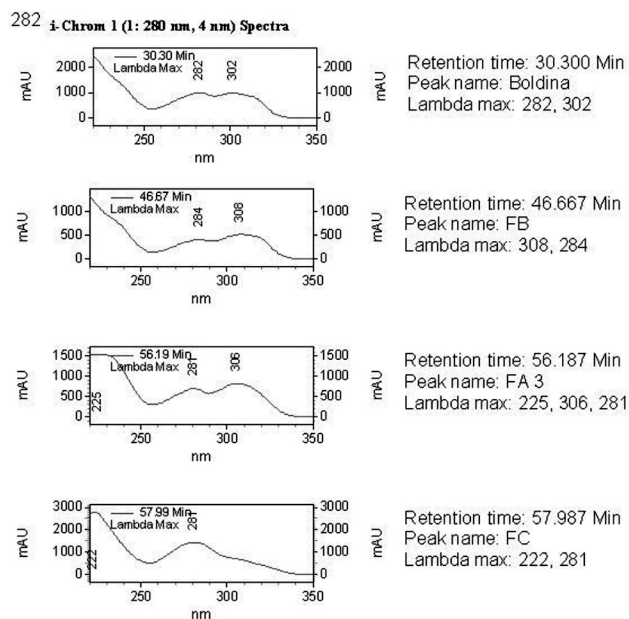 282 i-Chrom 1 (1: 280 nm, 4 nm) Spectra
30.30 Min
Lambda Max
282
302
mAU
2000
1000
0
2000
1000
0
mAU
250
300
350
nm
Retention time: 30.300 Min
Peak name: Boldina
Lambda max: 282, 302
46.67 Min
Lambda Max
284
308
mAU
1000
500
0
1000
500
0
mAU
250
300
350
nm
Retention time: 46.667 Min
Peak name: FB
Lambda max: 308, 284
56.19 Min
Lambda Max
225
281
306
mAU
1500
1000
500
0
1500
1000
500
0
mAU
250
300
350
nm
Retention time: 56.187 Min
Peak name: FA 3
Lambda max: 225, 306, 281
57.99 Min
Lambda Max
222
281
mAU
3000
2000
1000
0
3000
2000
1000
0
mAU
250
300
350
nm
Retention time: 57.987 Min
Peak name: FC
Lambda max: 222, 281